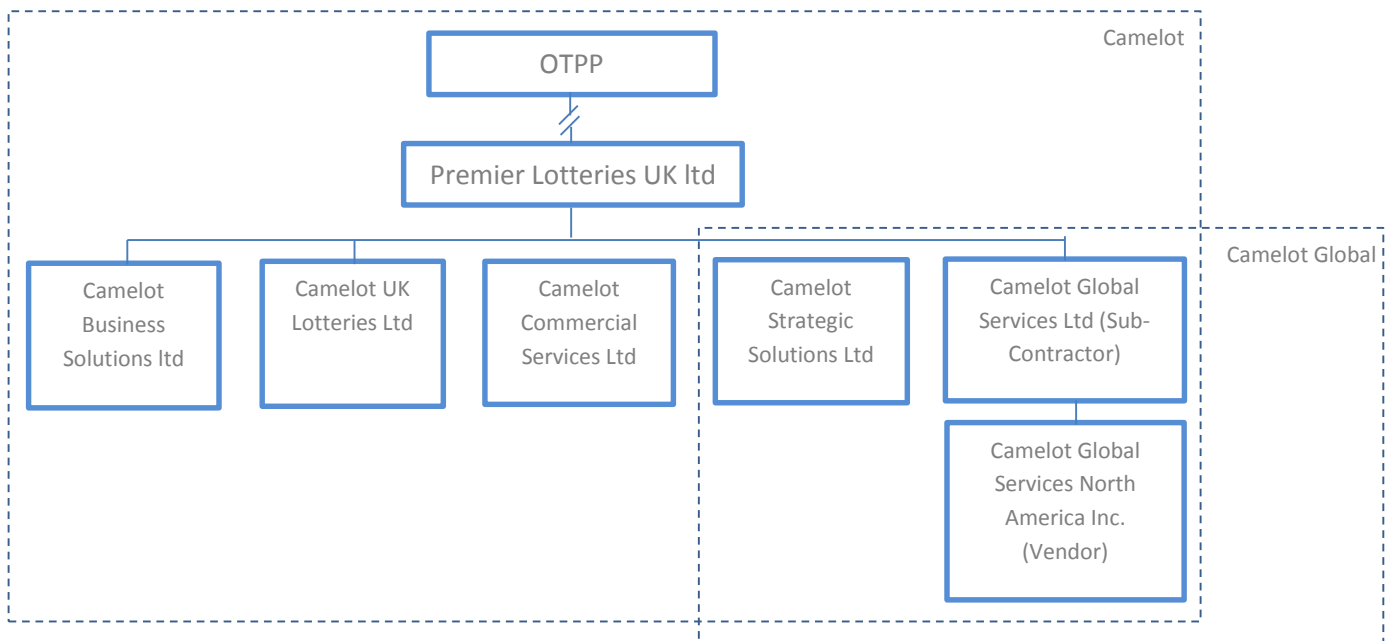 Camelot
OTPP
Premier Lotteries UK ltd
Camelot Global
Camelot
Business
Solutions ltd
Camelot UK
Lotteries Ltd
Camelot
Commercial
Services Ltd
Camelot
Strategic
Solutions Ltd
Camelot Global
Services Ltd (Sub-
Contractor)
Camelot Global
Services North
America Inc.
(Vendor)